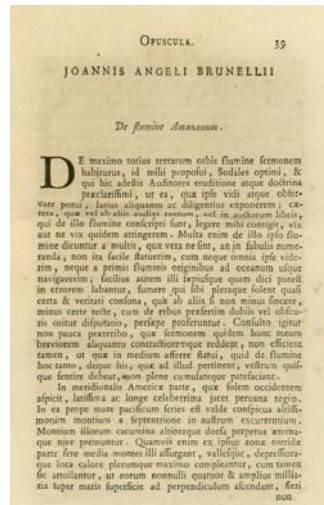 OPUSCULA. 39
JOANNIS ANGELI BRUNELLII
De flumine Amazonum.
DE maximo totius terrarum orbis flumine sermonem
habiturus, id mihi proposui, Sodales optimi, &
qui hic adestis Auditores eruditione atque doctrina
præclarissimi, ut ea, quæ ipse vidi atque obser-
vare potui, latius aliquanto ac diligentius exponerem; cæ-
tera, quæ vel ab aliis audivi tantum, vel in auctorum libris,
qui de illo flumine conscripti sunt, legere mihi contigit, vix
aut ne vix quidem attingerem. Multa enim de illo ipso flu-
mine dicuntur a multis, quæ vera ne sint, an in fabulis nume-
randa, non ita facile statuerim, cum neque omnia ipse vide-
rim, neque a primis fluminis originibus ad oceanum usque
navigaverim; facilius autem illi ipsiusque quam dici potest
in errorem labantur, sumere qui sibi pleraque solent quasi
certa & veritati consona, quæ ab aliis si non minus sincere,
minus certe recte, cum de rebus præsertim dubiis vel obscu-
ris oritur disputatio, persepe proferuntur. Consulto igitur
non pauca præteribo, quæ sermonem quidem hunc meum
breviorem aliquanto contractioremque reddent, non efficient
tamen, ut quæ in medium afferre statui, quid de flumine
hoc tanto, deque his, quæ ad illud pertinent, vestrum quis-
que sentire debeat, non plene cumulateque patefaciant.
In meridionali Americæ parte, quæ solem occidentem
aspicit, latissima ac longe celeberrima jacet peruana regio.
In ea prope mare pacificum series est valde conspicua altissi-
morum montium a septentrione in austrum excurrentium.
Montium illorum cacumina altioraque dorsa perpetua æterna-
que nive premuntur. Quamvis enim ex ipsius zonæ torridæ
parte fere media montes illi assurgant, vallesque, depressiora-
que loca calore plerumque maximo compleantur, cum tamen
sic attollantur, ut eorum nonnulli quatuor & amplius millia-
ria super maris superficie ad perpendiculum ascendant, fieri
non